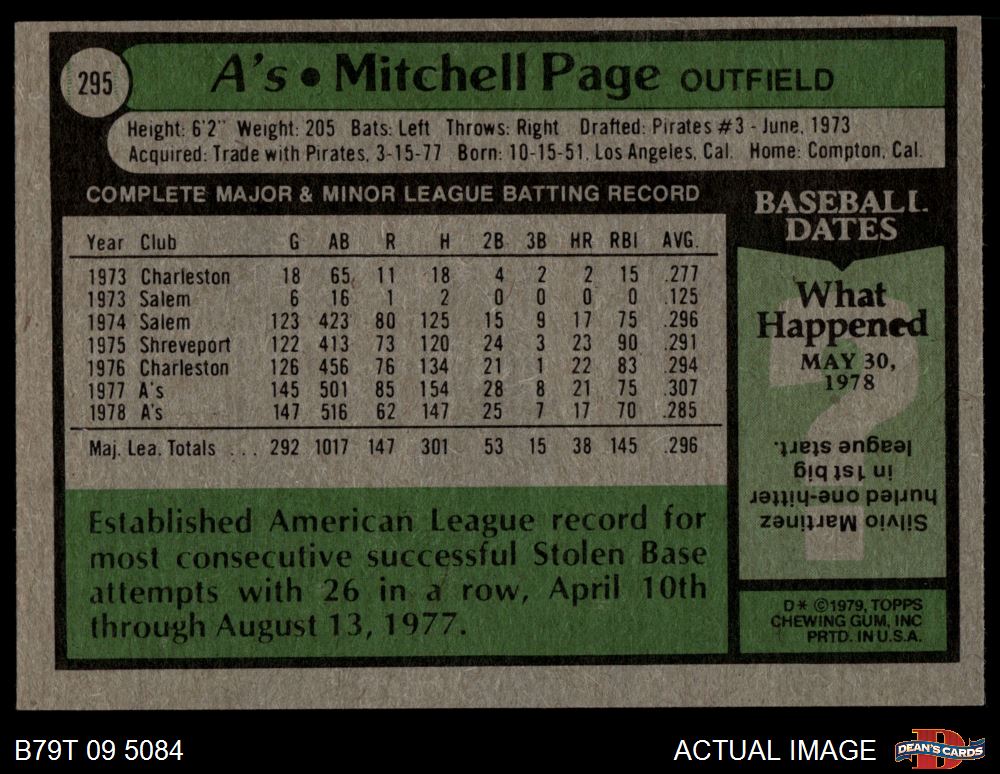 295
A's • Mitchell Page OUTFIELD
Height: 6'2" Weight: 205 Bats: Left Throws: Right Drafted: Pirates #3 - June, 1973
Acquired: Trade with Pirates, 3-15-77 Born: 10-15-51, Los Angeles, Cal. Home: Compton, Cal.
COMPLETE MAJOR & MINOR LEAGUE BATTING RECORD
Year Club G AB R H 2B 3B HR RBI AVG.
1973 Charleston 18 65 11 18 4 2 2 15 .277
1973 Salem 6 16 1 2 0 0 0 0 .125
1974 Salem 123 423 80 125 15 9 17 75 .296
1975 Shreveport 122 413 73 120 24 3 23 90 .291
1976 Charleston 126 456 76 134 21 1 22 83 .294
1977 A's 145 501 85 154 28 8 21 75 .307
1978 A's 147 516 62 147 25 7 17 70 .285
Maj. Lea. Totals ... 292 1017 147 301 53 15 38 145 .296
Established American League record for
most consecutive successful Stolen Base
attempts with 26 in a row, April 10th
through August 13, 1977.
BASEBALL
DATES
What
Happened
MAY 30,
1978
?
Silvio Martinez
hurled one-hitter
in 1st big
league start.
D* ©1979, TOPPS
CHEWING GUM, INC
PRTD. IN U.S.A.
B79T 09 5084
ACTUAL IMAGE
D
DEAN'S CARDS